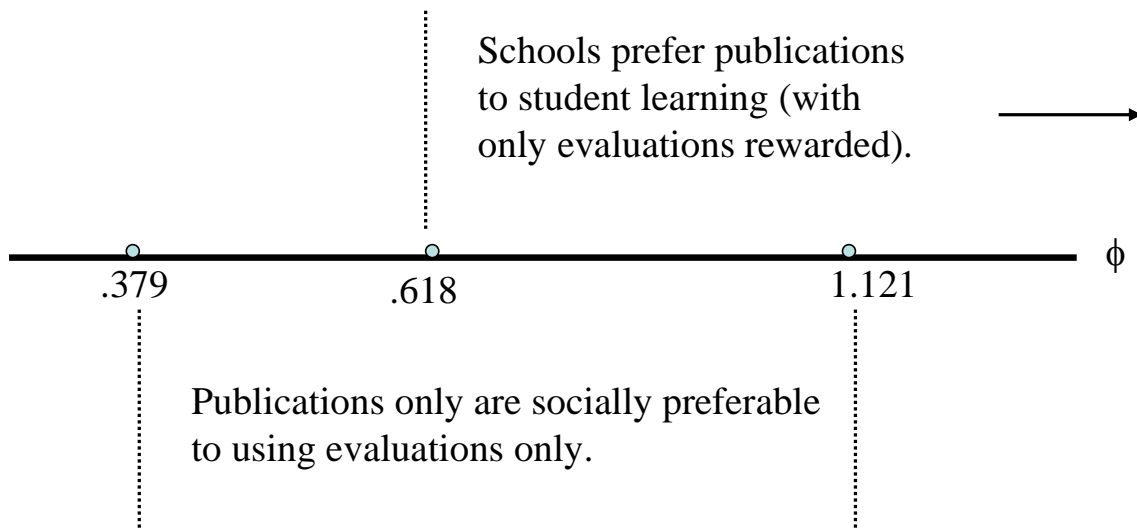 Schools prefer publications
to student learning (with
only evaluations rewarded).
ϕ
.379
.618
1.121
Publications only are socially preferable
to using evaluations only.